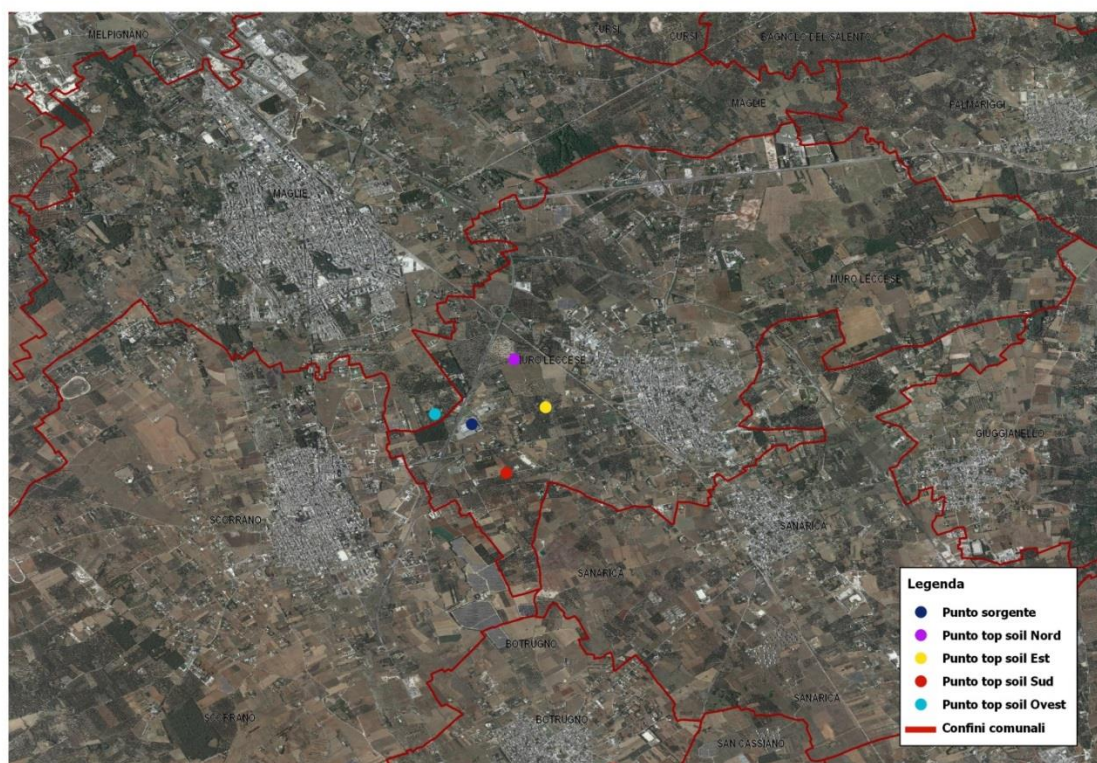 MELPIGNANO
CURSI
CURSI
BAGNOLO DEL SALENTO
MAGLIE
PALMARIGGI
MAGLIE
MURO LECCESE
MURO LECCESE
GIUGGIANELLO
SCORRANO
SANARICA
SANARICA
BOTRUGNO
SANARICA
SCORRANO
BOTRUGNO
SAN CASSIANO
Legenda
Punto sorgente
Punto top soil Nord
Punto top soil Est
Punto top soil Sud
Punto top soil Ovest
Confini comunali